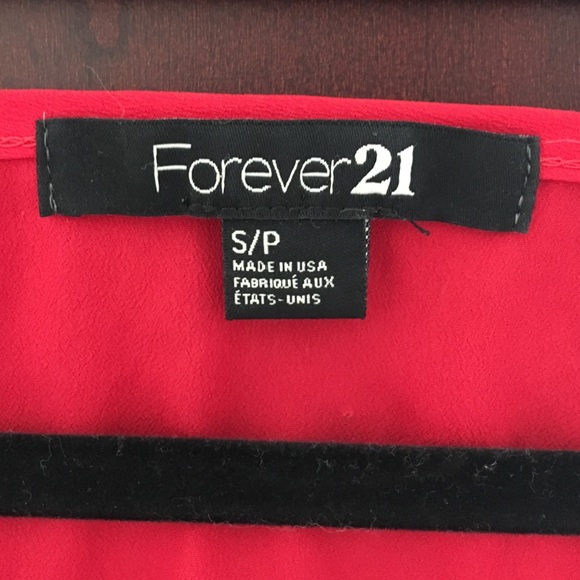 Forever21
S/P
MADE IN USA
FABRIQUÉ AUX
ÉTATS-UNIS